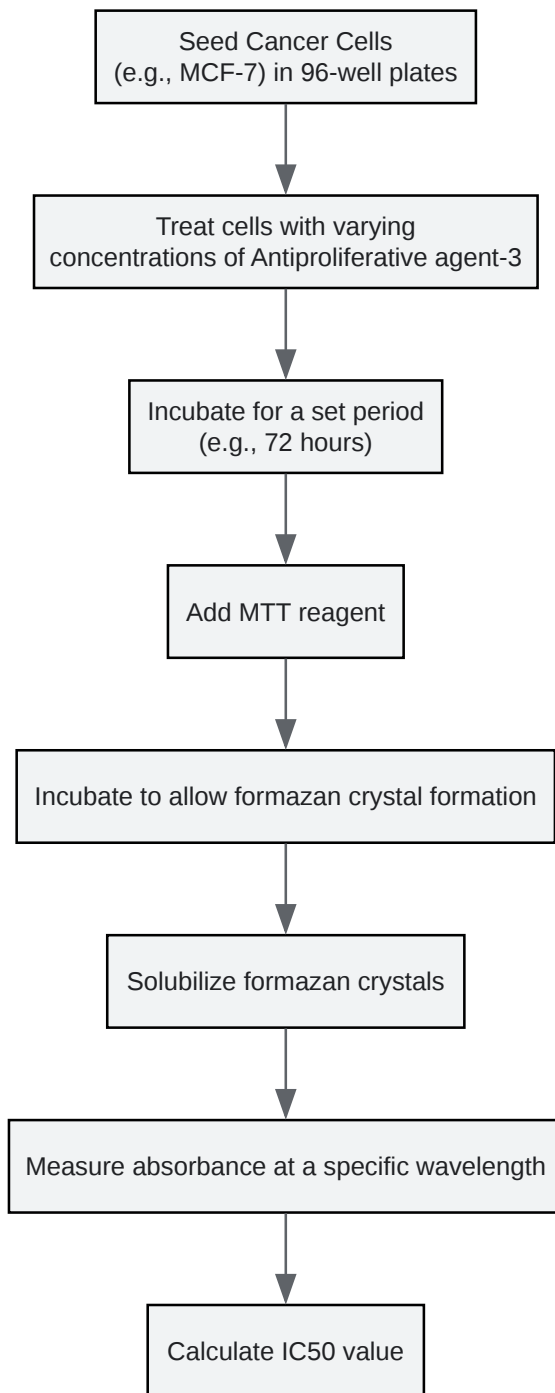 Seed Cancer Cells
(e.g., MCF-7) in 96-well plates
Treat cells with varying
concentrations of Antiproliferative agent-3
Incubate for a set period
(e.g., 72 hours)
Add MTT reagent
Incubate to allow formazan crystal formation
Solubilize formazan crystals
Measure absorbance at a specific wavelength
Calculate IC50 value